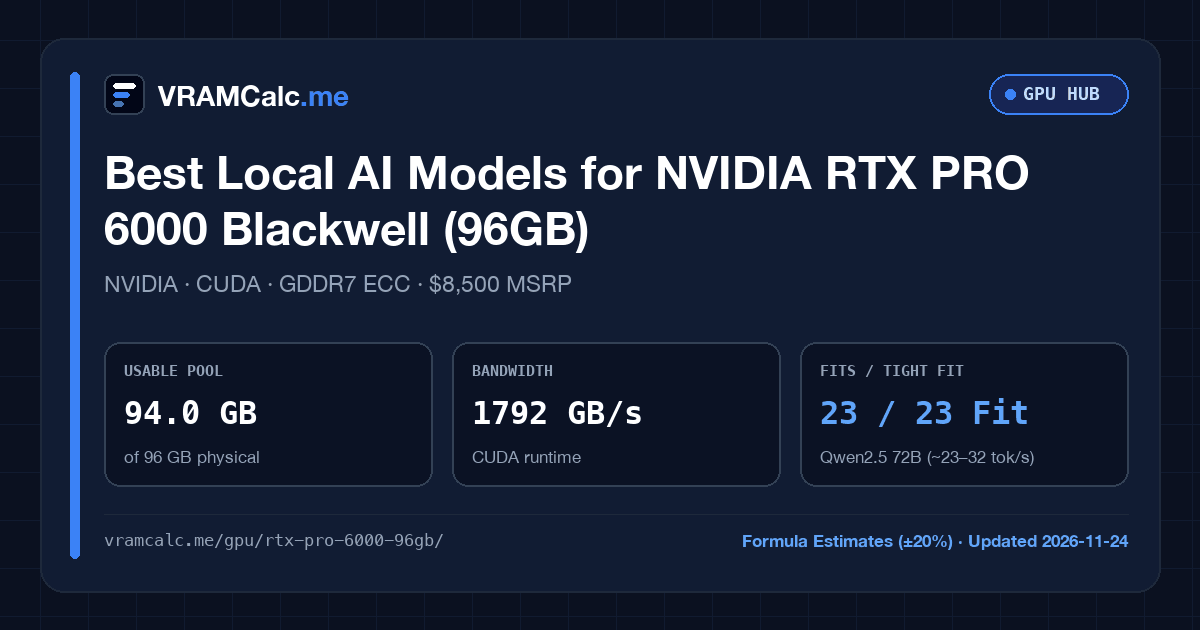 VRAMCalc.me
GPU HUB
Best Local AI Models for NVIDIA RTX PRO
6000 Blackwell (96GB)
NVIDIA · CUDA · GDDR7 ECC · $8,500 MSRP
USABLE POOL
94.0 GB
of 96 GB physical
BANDWIDTH
1792 GB/s
CUDA runtime
FITS / TIGHT FIT
23 / 23 Fit
Qwen2.5 72B (~23–32 tok/s)
vramcalc.me/gpu/rtx-pro-6000-96gb/
Formula Estimates (±20%) · Updated 2026-11-24